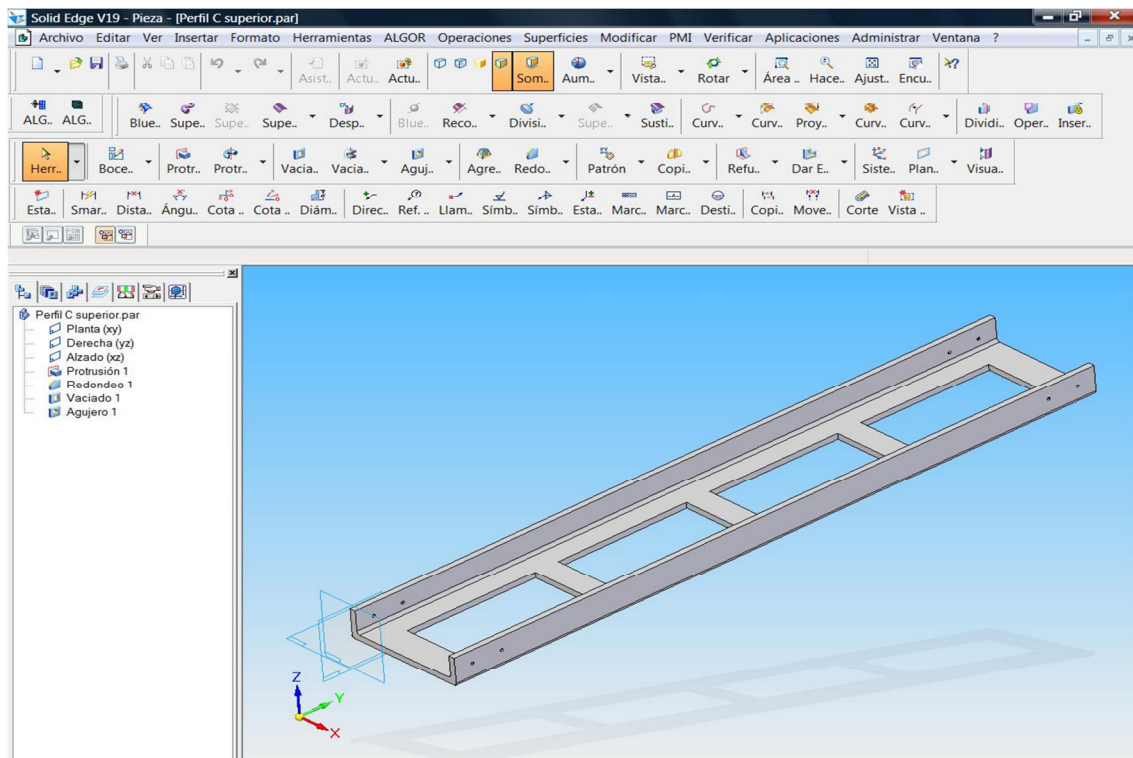 Solid Edge V19 - Pieza - [Perfil C superior.par]
Archivo Editar Ver Insertar Formato Herramientas ALGOR Operaciones Superficies Modificar PMI Verificar Aplicaciones Administrar Ventana ?
Asist.. Actu.. Actu.. Som.. Aum.. Vista.. Rotar Área .. Hace.. Ajust.. Encu..
ALG.. ALG.. Blue.. Supe.. Supe.. Supe.. Desp.. Blue.. Reco.. Divisi.. Supe.. Susti.. Curv.. Curv.. Proy.. Curv.. Curv.. Dividi.. Oper.. Inser..
Herr.. Boce.. Protr.. Protr.. Vacia.. Vacia.. Aguj.. Agre.. Redo.. Patrón Copi.. Refu.. Dar E.. Siste.. Plan.. Visua..
Esta.. Smar.. Dista.. Ángu.. Cota .. Cota .. Diám.. Direc.. Ref. .. Llam.. Símb.. Símb.. Esta.. Marc.. Marc.. Desti.. Copi.. Move.. Corte Vista ..
Perfil C superior.par
Planta (xy)
Derecha (yz)
Alzado (xz)
Protrusión 1
Redondeo 1
Vaciado 1
Agujero 1
Z
Y
X